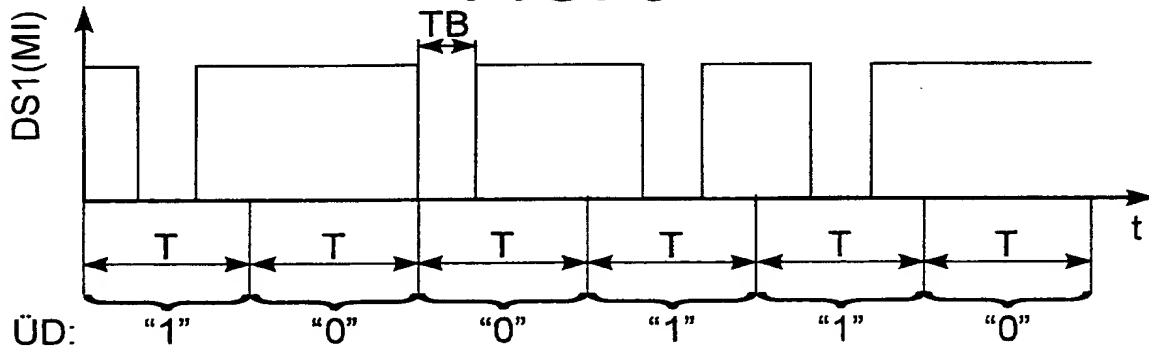 TB
DS1(MI)
t
T T T T T T
ÜD: "1" "0" "0" "1" "1" "0"